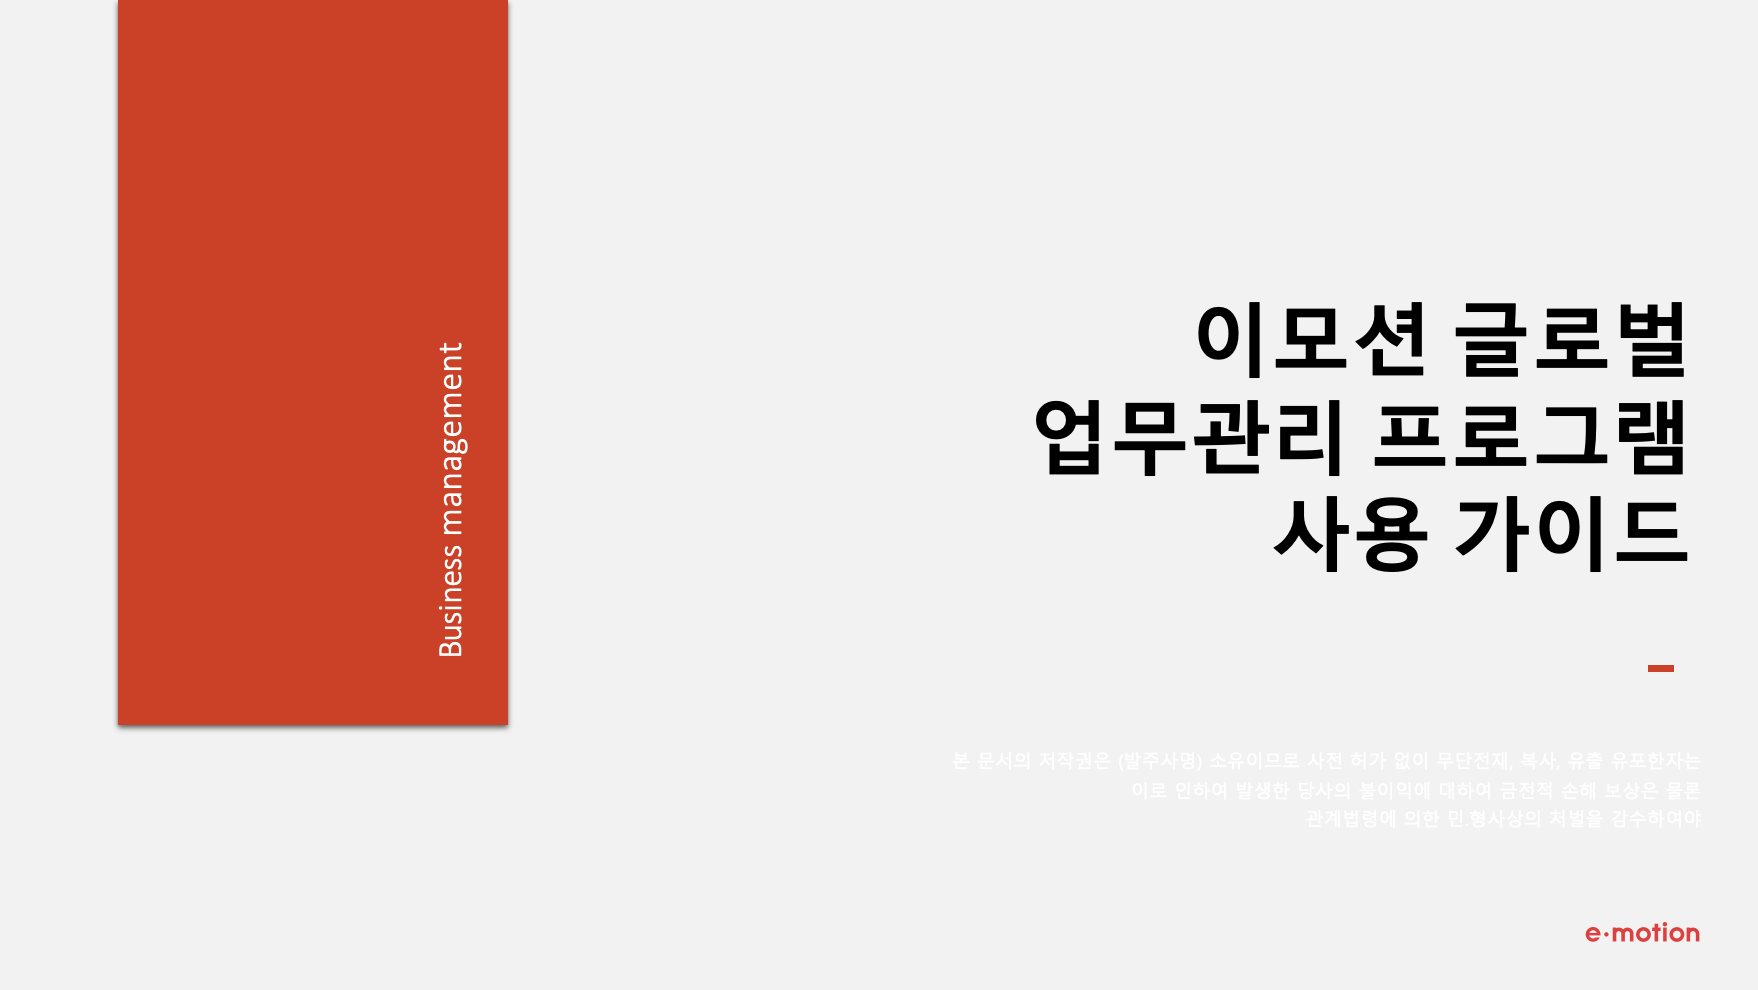 Business management
이모션 글로벌
업무관리 프로그램
사용 가이드
본 문서의 저작권은 (발주사명) 소유이므로 사전 허가 없이 무단전재, 복사, 유출 유포한자는
이로 인하여 발생한 당사의 불이익에 대하여 금전적 손해 보상은 물론
관계법령에 의한 민.형사상의 처벌을 감수하여야
e·motion